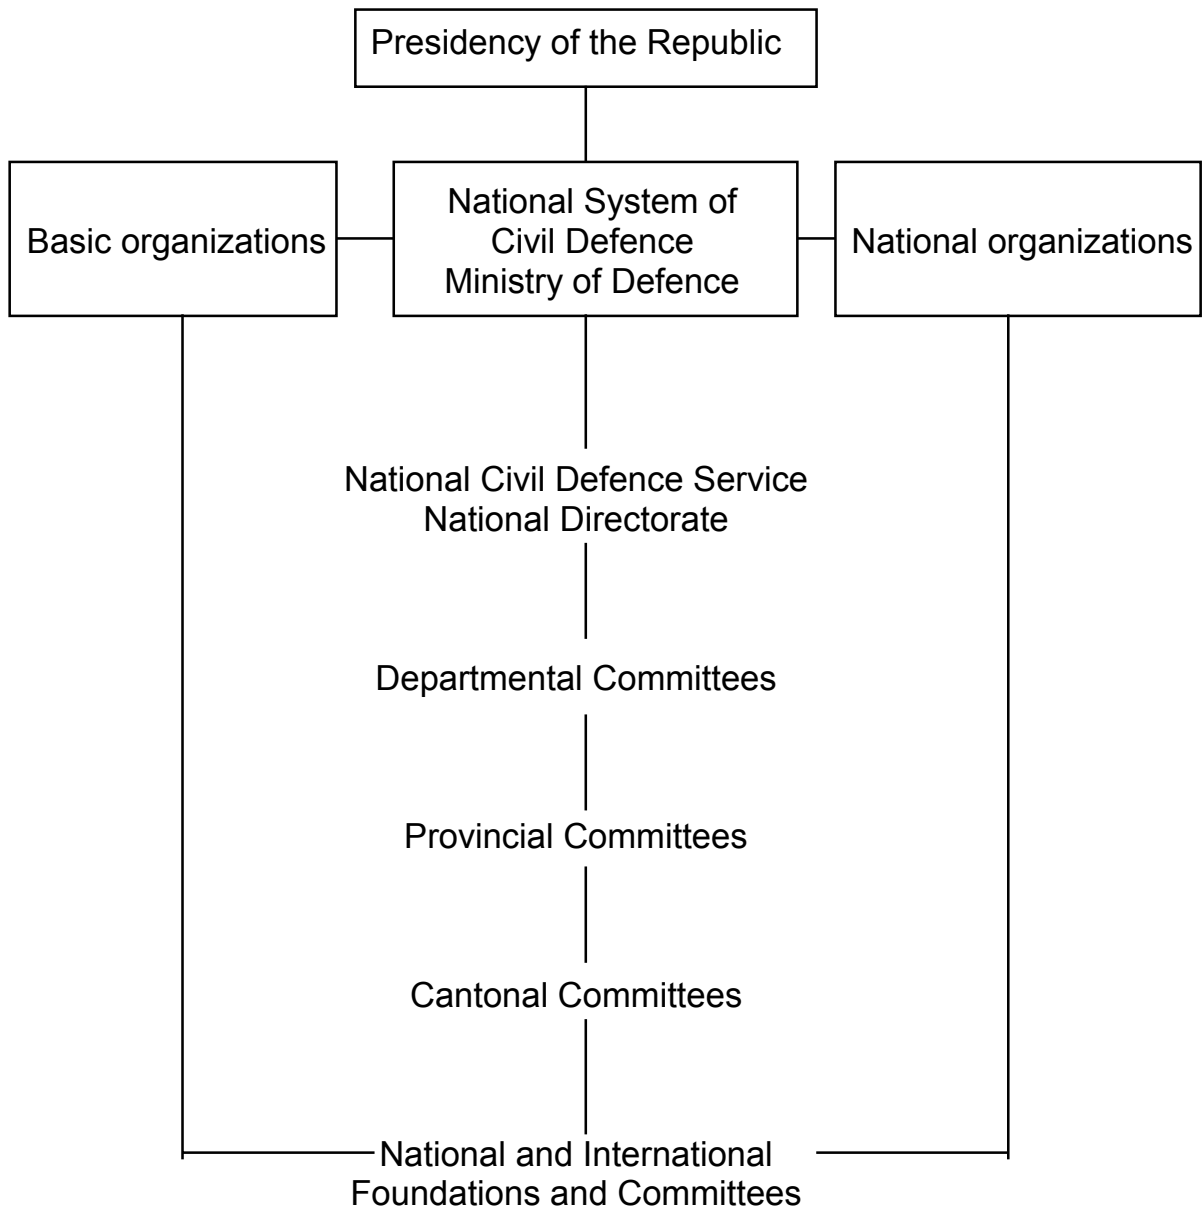 Presidency of the Republic
Basic organizations
National System of
Civil Defence
Ministry of Defence
National organizations
National Civil Defence Service
National Directorate
Departmental Committees
Provincial Committees
Cantonal Committees
National and International
Foundations and Committees